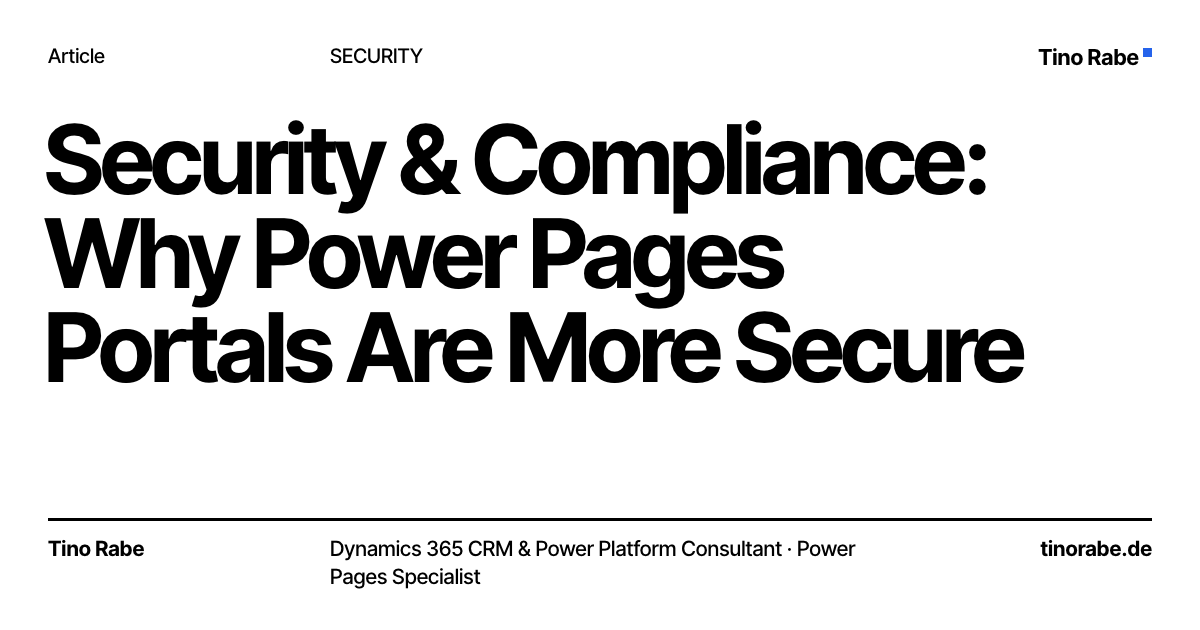 Article
SECURITY
Tino Rabe
Security & Compliance:
Why Power Pages
Portals Are More Secure
Tino Rabe
Dynamics 365 CRM & Power Platform Consultant · Power
Pages Specialist
tinorabe.de